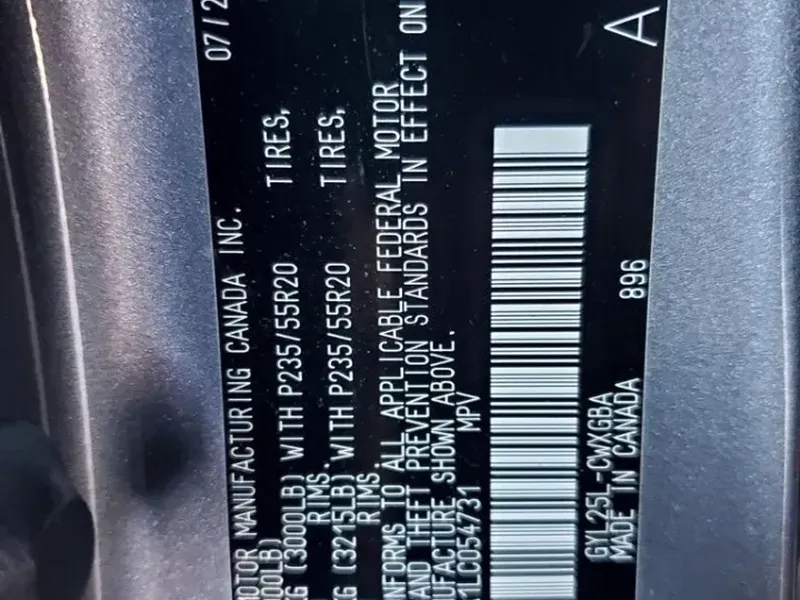 07/2
MOTOR MANUFACTURING CANADA INC.
00LB)
KG (3000LB) WITH P235/55R20 TIRES,
RIMS.
KG (3215LB) WITH P235/55R20 TIRES,
RIMS.
NFORMS TO ALL APPLICABLE FEDERAL MOTOR
AND THEFT PREVENTION STANDARDS IN EFFECT ON
UFACTURE SHOWN ABOVE.
1LC054731 MPV
GYL25L-CWXGBA 896 A
MADE IN CANADA